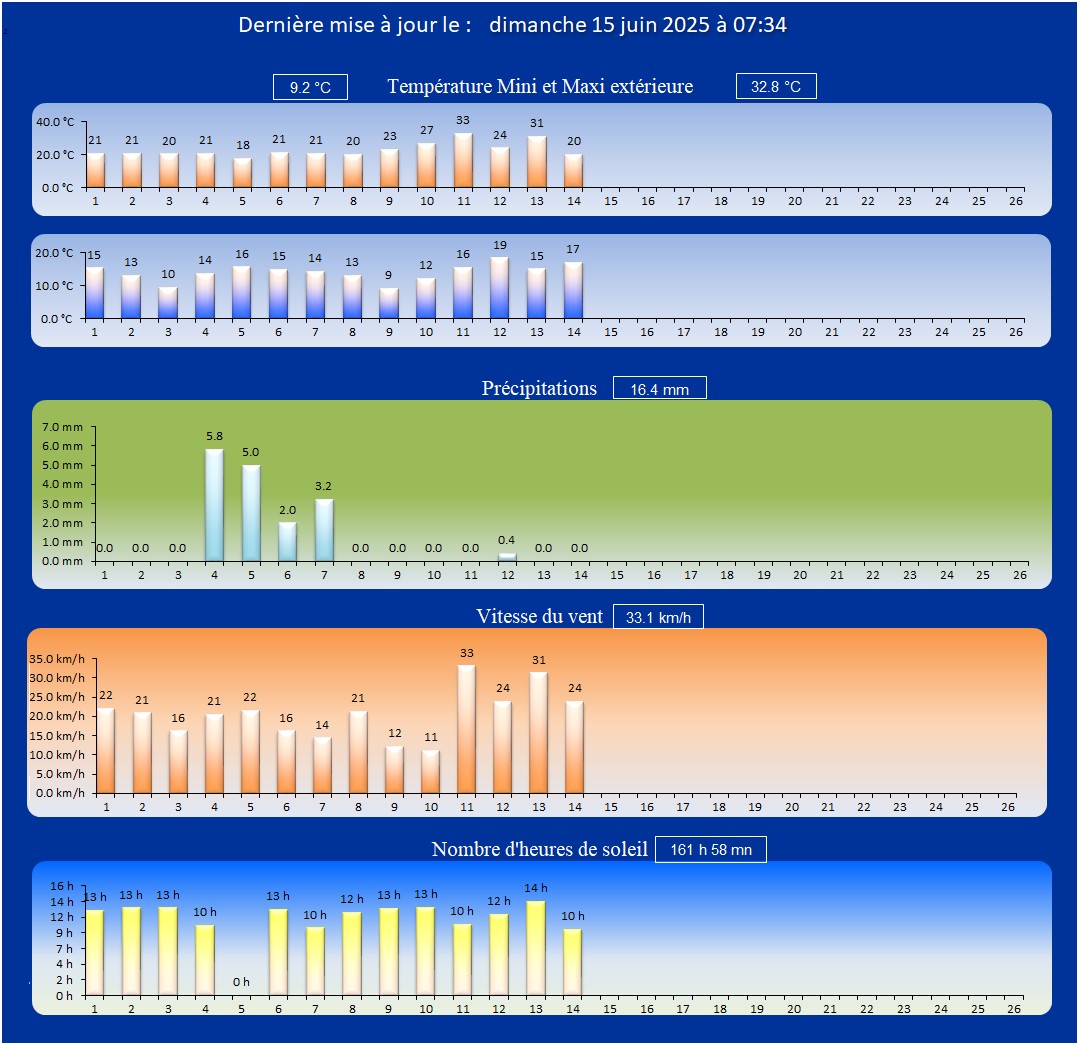 Dernière mise à jour le : dimanche 15 juin 2025 à 07:34
9.2 °C Température Mini et Maxi extérieure 32.8 °C
40.0 °C
20.0 °C
0.0 °C
21 21 20 21 18 21 21 20 23 27 33 24 31 20
1 2 3 4 5 6 7 8 9 10 11 12 13 14 15 16 17 18 19 20 21 22 23 24 25 26
20.0 °C
10.0 °C
0.0 °C
15 13 10 14 16 15 14 13 9 12 16 19 15 17
1 2 3 4 5 6 7 8 9 10 11 12 13 14 15 16 17 18 19 20 21 22 23 24 25 26
Précipitations 16.4 mm
7.0 mm
6.0 mm
5.0 mm
4.0 mm
3.0 mm
2.0 mm
1.0 mm
0.0 mm
0.0 0.0 0.0 5.8 5.0 2.0 3.2 0.0 0.0 0.0 0.0 0.4 0.0 0.0
1 2 3 4 5 6 7 8 9 10 11 12 13 14 15 16 17 18 19 20 21 22 23 24 25 26
Vitesse du vent 33.1 km/h
35.0 km/h
30.0 km/h
25.0 km/h
20.0 km/h
15.0 km/h
10.0 km/h
5.0 km/h
0.0 km/h
22 21 16 21 22 16 14 21 12 11 33 24 31 24
1 2 3 4 5 6 7 8 9 10 11 12 13 14 15 16 17 18 19 20 21 22 23 24 25 26
Nombre d'heures de soleil 161 h 58 mn
16 h
14 h
12 h
9 h
7 h
4 h
2 h
0 h
13 h 13 h 13 h 10 h 0 h 13 h 10 h 12 h 13 h 13 h 10 h 12 h 14 h 10 h
1 2 3 4 5 6 7 8 9 10 11 12 13 14 15 16 17 18 19 20 21 22 23 24 25 26